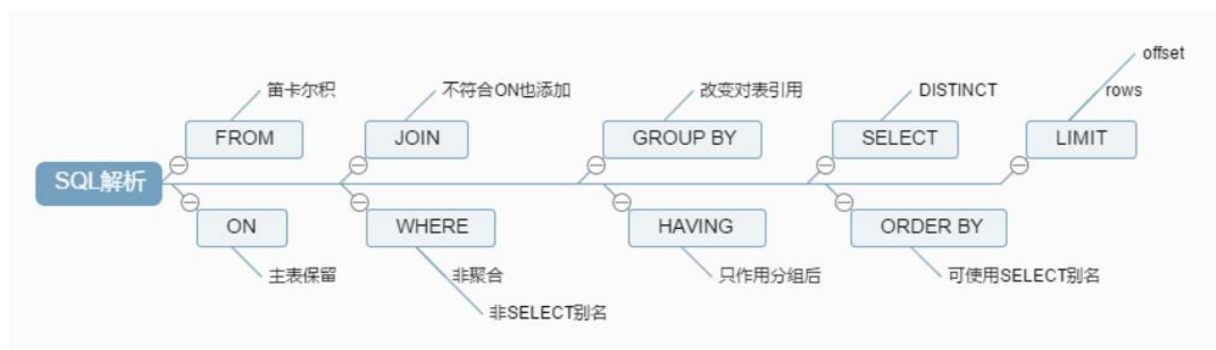 offset
笛卡尔积
不符合ON也添加
改变对表引用
DISTINCT
rows
FROM
JOIN
GROUP BY
SELECT
LIMIT
SQL解析
ON
WHERE
HAVING
ORDER BY
主表保留
非聚合
只作用分组后
可使用SELECT别名
非SELECT别名